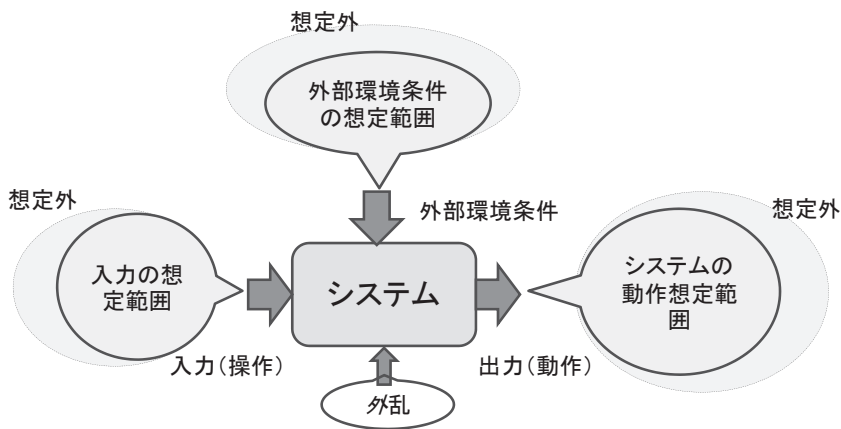 想定外
外部環境条件
の想定範囲
想定外
外部環境条件
想定外
入力の想
定範囲
システム
システムの
動作想定範
囲
入力(操作)
出力(動作)
外乱